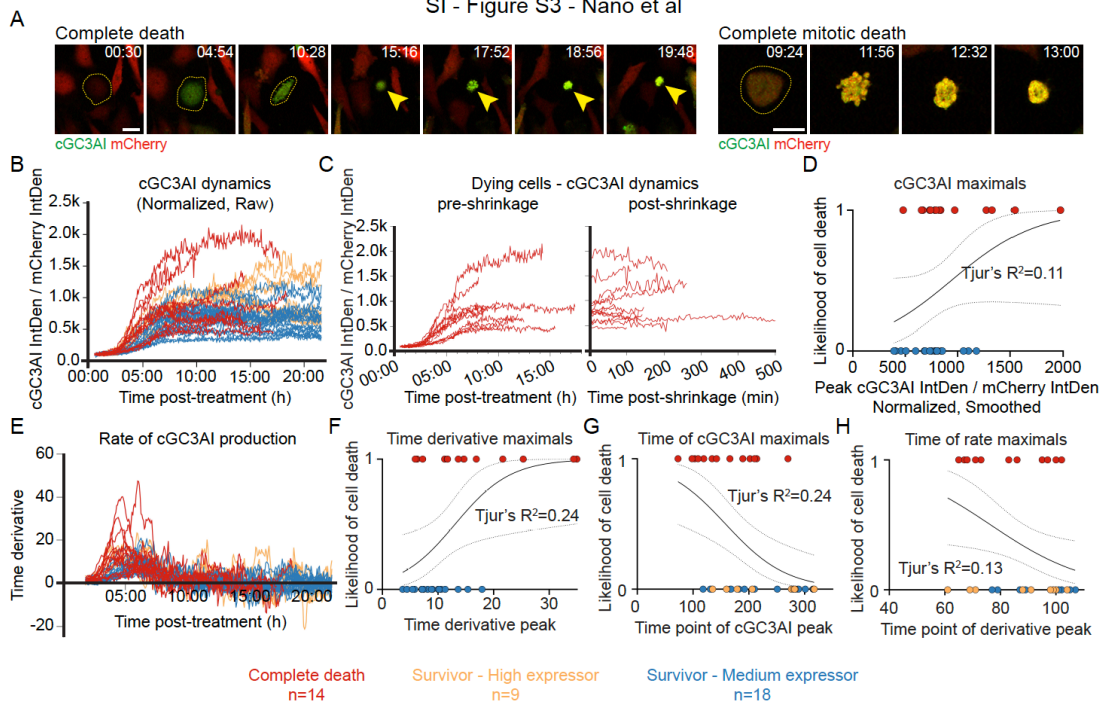 SI - Figure S3 - Nano et al
A
Complete death
00:30
04:54
10:28
15:16
17:52
18:56
19:48
cGC3AI mCherry
Complete mitotic death
09:24
11:56
12:32
13:00
cGC3AI mCherry
B
cGC3AI dynamics
(Normalized, Raw)
cGC3AI IntDen / mCherry IntDen
2.5k
2.0k
1.5k
1.0k
0.5k
0.0
00:00
05:00
10:00
15:00
20:00
Time post-treatment (h)
C
Dying cells - cGC3AI dynamics
pre-shrinkage
post-shrinkage
cGC3AI IntDen / mCherry IntDen
2.5k
2.0k
1.5k
1.0k
0.5k
0.0
00:00
05:00
10:00
15:00
Time post-treatment (h)
0
100
200
300
400
500
Time post-shrinkage (min)
D
cGC3AI maximals
Likelihood of cell death
1
0
Tjur's R²=0.11
0
500
1000
1500
2000
Peak cGC3AI IntDen / mCherry IntDen
Normalized, Smoothed
E
Rate of cGC3AI production
Time derivative
60
40
20
0
-20
05:00
10:00
15:00
20:00
Time post-treatment (h)
F
Time derivative maximals
Likelihood of cell death
1
0
Tjur's R²=0.24
0
10
20
30
Time derivative peak
G
Time of cGC3AI maximals
Likelihood of cell death
1
0
Tjur's R²=0.24
0
100
200
300
Time point of cGC3AI peak
H
Time of rate maximals
Likelihood of cell death
1
0
Tjur's R²=0.13
40
60
80
100
Time point of derivative peak
Complete death
n=14
Survivor - High expressor
n=9
Survivor - Medium expressor
n=18